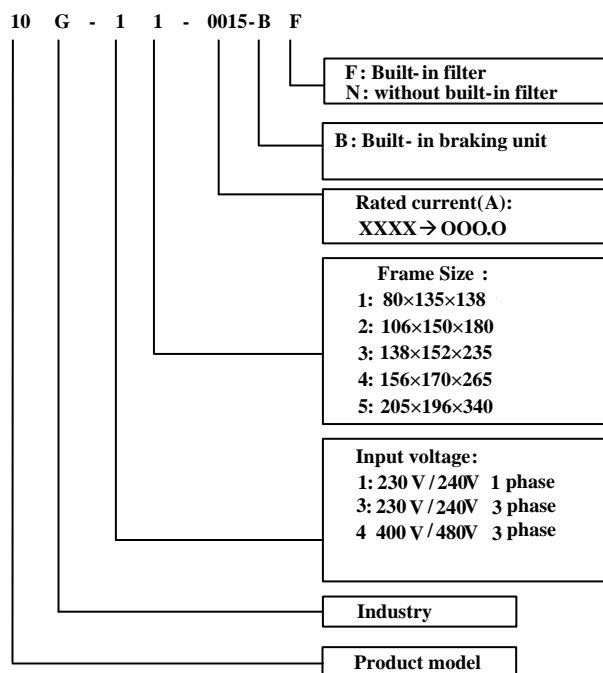 10 G - 1 1 - 0015-B F
F: Built-in filter
N: without built-in filter
B: Built- in braking unit
Rated current(A):
XXXX→OOO.O
Frame Size :
1: 80×135×138
2: 106×150×180
3: 138×152×235
4: 156×170×265
5: 205×196×340
Input voltage:
1: 230 V / 240V 1 phase
3: 230 V / 240V 3 phase
4 400 V / 480V 3 phase
Industry
Product model